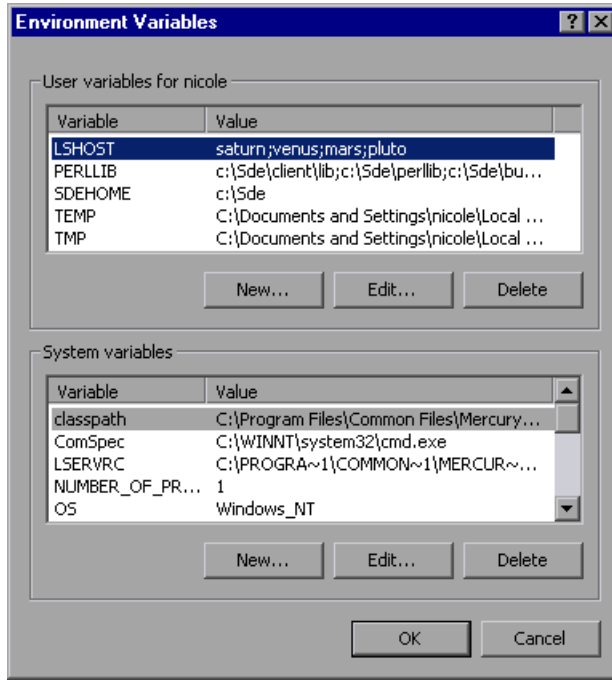 Environment Variables
User variables for nicole
Variable Value
LSHOST saturn;venus;mars;pluto
PERLLIB c:\Sde\client\lib;c:\Sde\perllib;c:\Sde\bu...
SDEHOME c:\Sde
TEMP C:\Documents and Settings\nicole\Local ...
TMP C:\Documents and Settings\nicole\Local ...
New... Edit... Delete
System variables
Variable Value
classpath C:\Program Files\Common Files\Mercury...
ComSpec C:\WINNT\system32\cmd.exe
LSERVRC C:\PROGRA~1\COMMON~1\MERCUR~...
NUMBER_OF_PR... 1
OS Windows_NT
New... Edit... Delete
OK Cancel